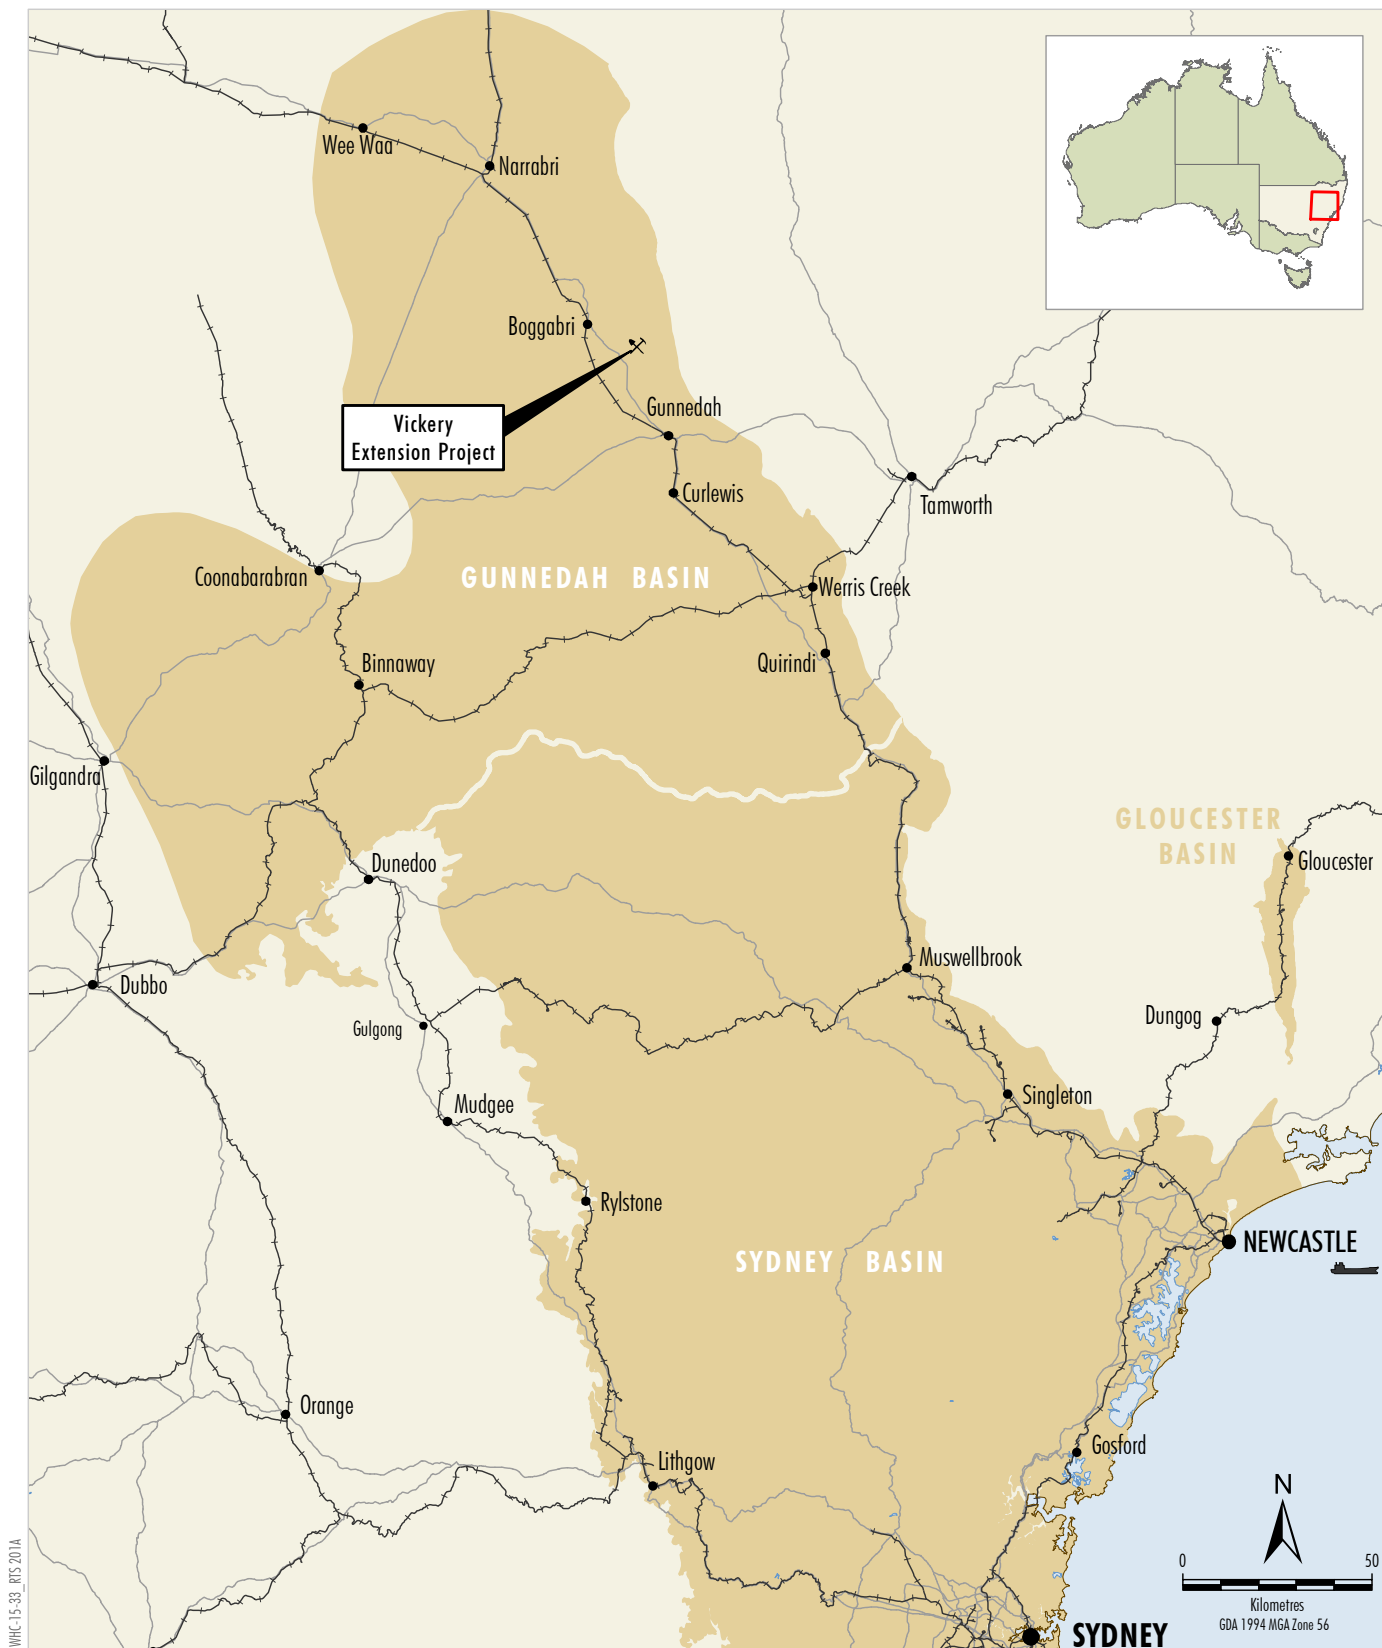 Wee Waa
Narrabri
Boggabri
Vickery
Extension Project
Gunnedah
Curlewis
Tamworth
Coonabarabran
GUNNEDAH BASIN
Werris Creek
Binnaway
Quirindi
Gilgandra
GLOUCESTER
BASIN
Gloucester
Dunedoo
Muswellbrook
Dubbo
Gulgong
Dungog
Mudgee
Singleton
Rylstone
NEWCASTLE
SYDNEY BASIN
Orange
Gosford
Lithgow
N
0 50
Kilometres
GDA 1994 MGA Zone 56
SYDNEY
WHC-15-33_RTS 201A